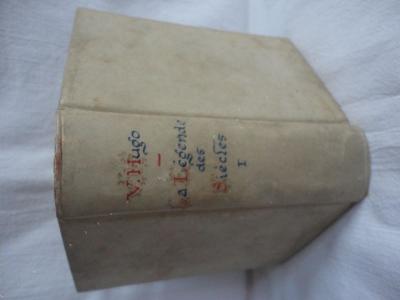 V. Hugo
La Légende
des
Siècles
I